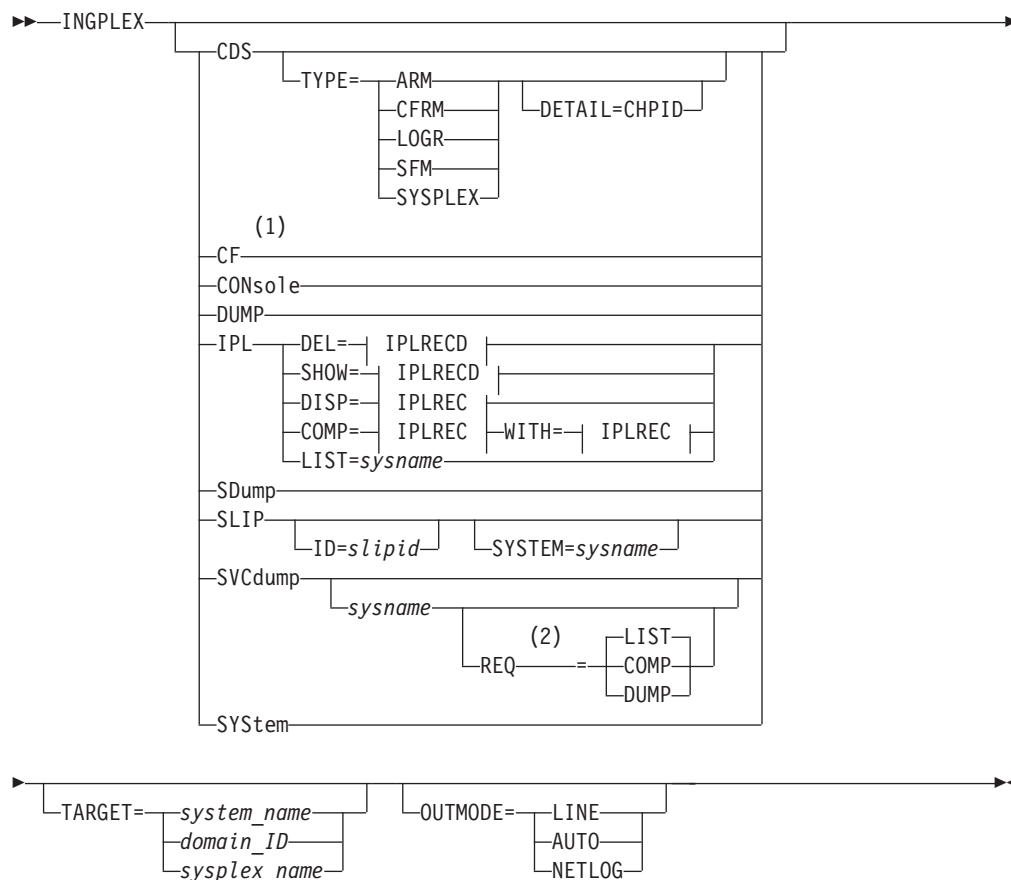 INGPLEX
CDS
TYPE= ARM
CFRM DETAIL=CHPID
LOGR
SFM
SYSPLEX
(1)
CF
CONsole
DUMP
IPL DEL= IPLRECD
SHOW= IPLRECD
DISP= IPLREC
COMP= IPLREC WITH= IPLREC
LIST=sysname
SDump
SLIP
ID=slipid SYSTEM=sysname
SVCdump
sysname
(2) LIST
REQ = COMP
DUMP
SYStem
TARGET= system_name OUTMODE= LINE
domain_ID AUTO
sysplex_name NETLOG